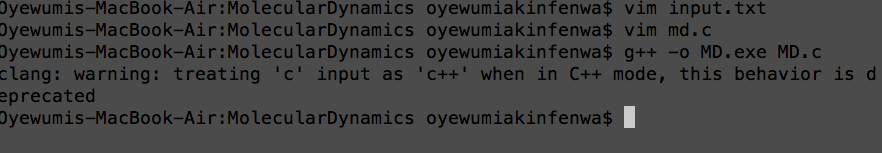 Oyewumis-MacBook-Air:MolecularDynamics oyewumiakinfenwa$ vim input.txt
Oyewumis-MacBook-Air:MolecularDynamics oyewumiakinfenwa$ vim md.c
Oyewumis-MacBook-Air:MolecularDynamics oyewumiakinfenwa$ g++ -o MD.exe MD.c
clang: warning: treating 'c' input as 'c++' when in C++ mode, this behavior is d
eprecated
Oyewumis-MacBook-Air:MolecularDynamics oyewumiakinfenwa$